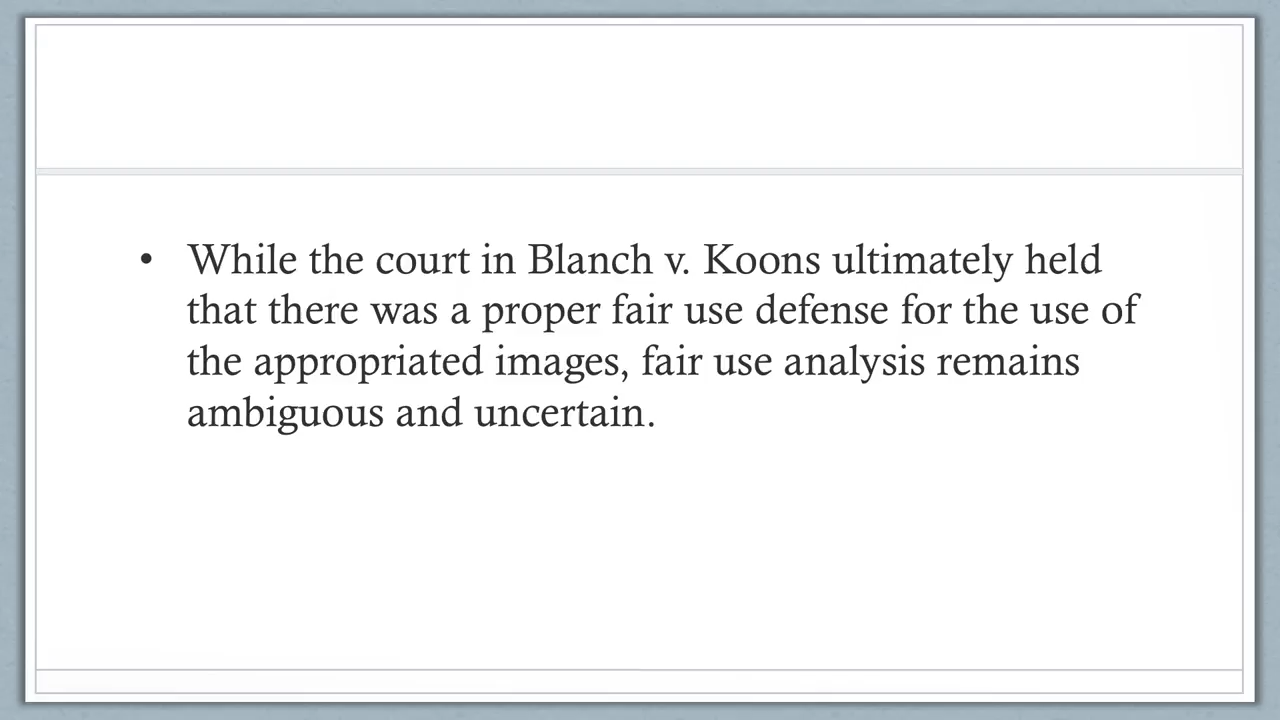 • While the court in Blanch v. Koons ultimately held
that there was a proper fair use defense for the use of
the appropriated images, fair use analysis remains
ambiguous and uncertain.